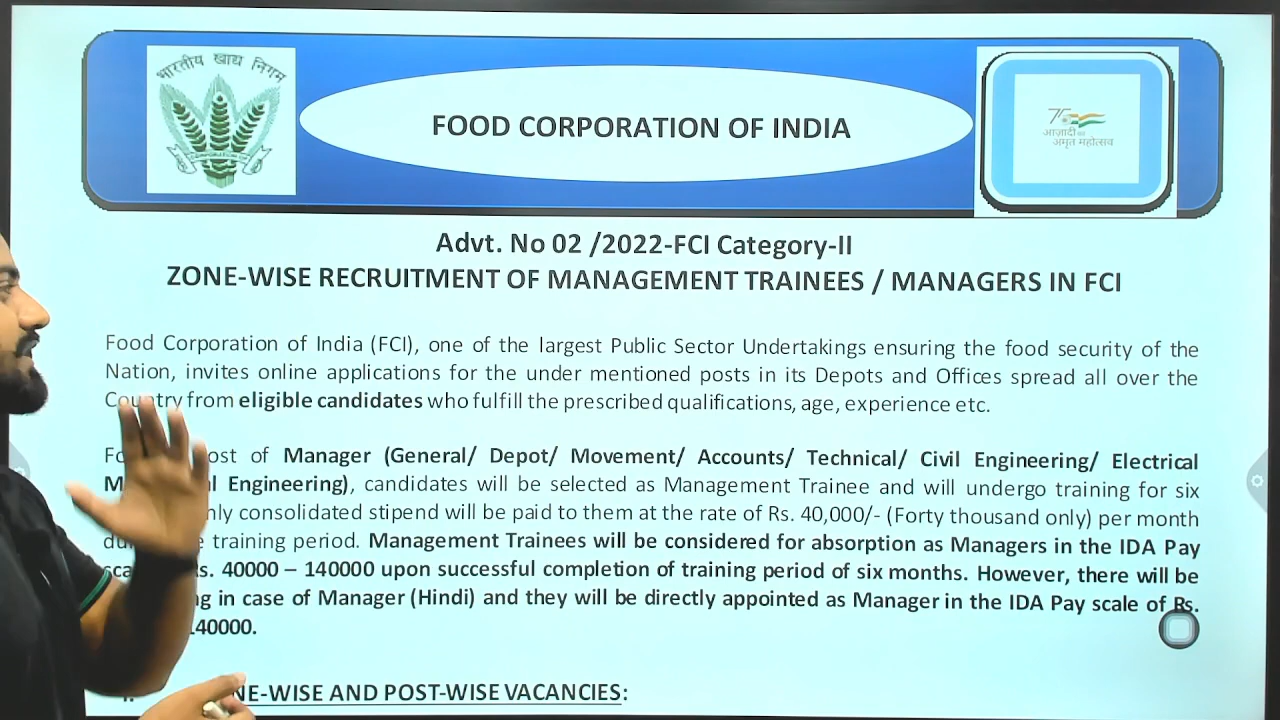 भारतीय खाद्य निगम
FOOD CORPORATION OF INDIA
75
आज़ादी का
अमृत महोत्सव
Advt. No 02 /2022-FCI Category-II
ZONE-WISE RECRUITMENT OF MANAGEMENT TRAINEES / MANAGERS IN FCI
Food Corporation of India (FCI), one of the largest Public Sector Undertakings ensuring the food security of the
Nation, invites online applications for the under mentioned posts in its Depots and Offices spread all over the
Country from eligible candidates who fulfill the prescribed qualifications, age, experience etc.
of Manager (General/ Depot/ Movement/ Accounts/ Technical/ Civil Engineering/ Electrical
Engineering), candidates will be selected as Management Trainee and will undergo training for six
consolidated stipend will be paid to them at the rate of Rs. 40,000/- (Forty thousand only) per month
training period. Management Trainees will be considered for absorption as Managers in the IDA Pay
Rs. 40000 – 140000 upon successful completion of training period of six months. However, there will be
in case of Manager (Hindi) and they will be directly appointed as Manager in the IDA Pay scale of Rs.
140000.
AND POST-WISE VACANCIES: